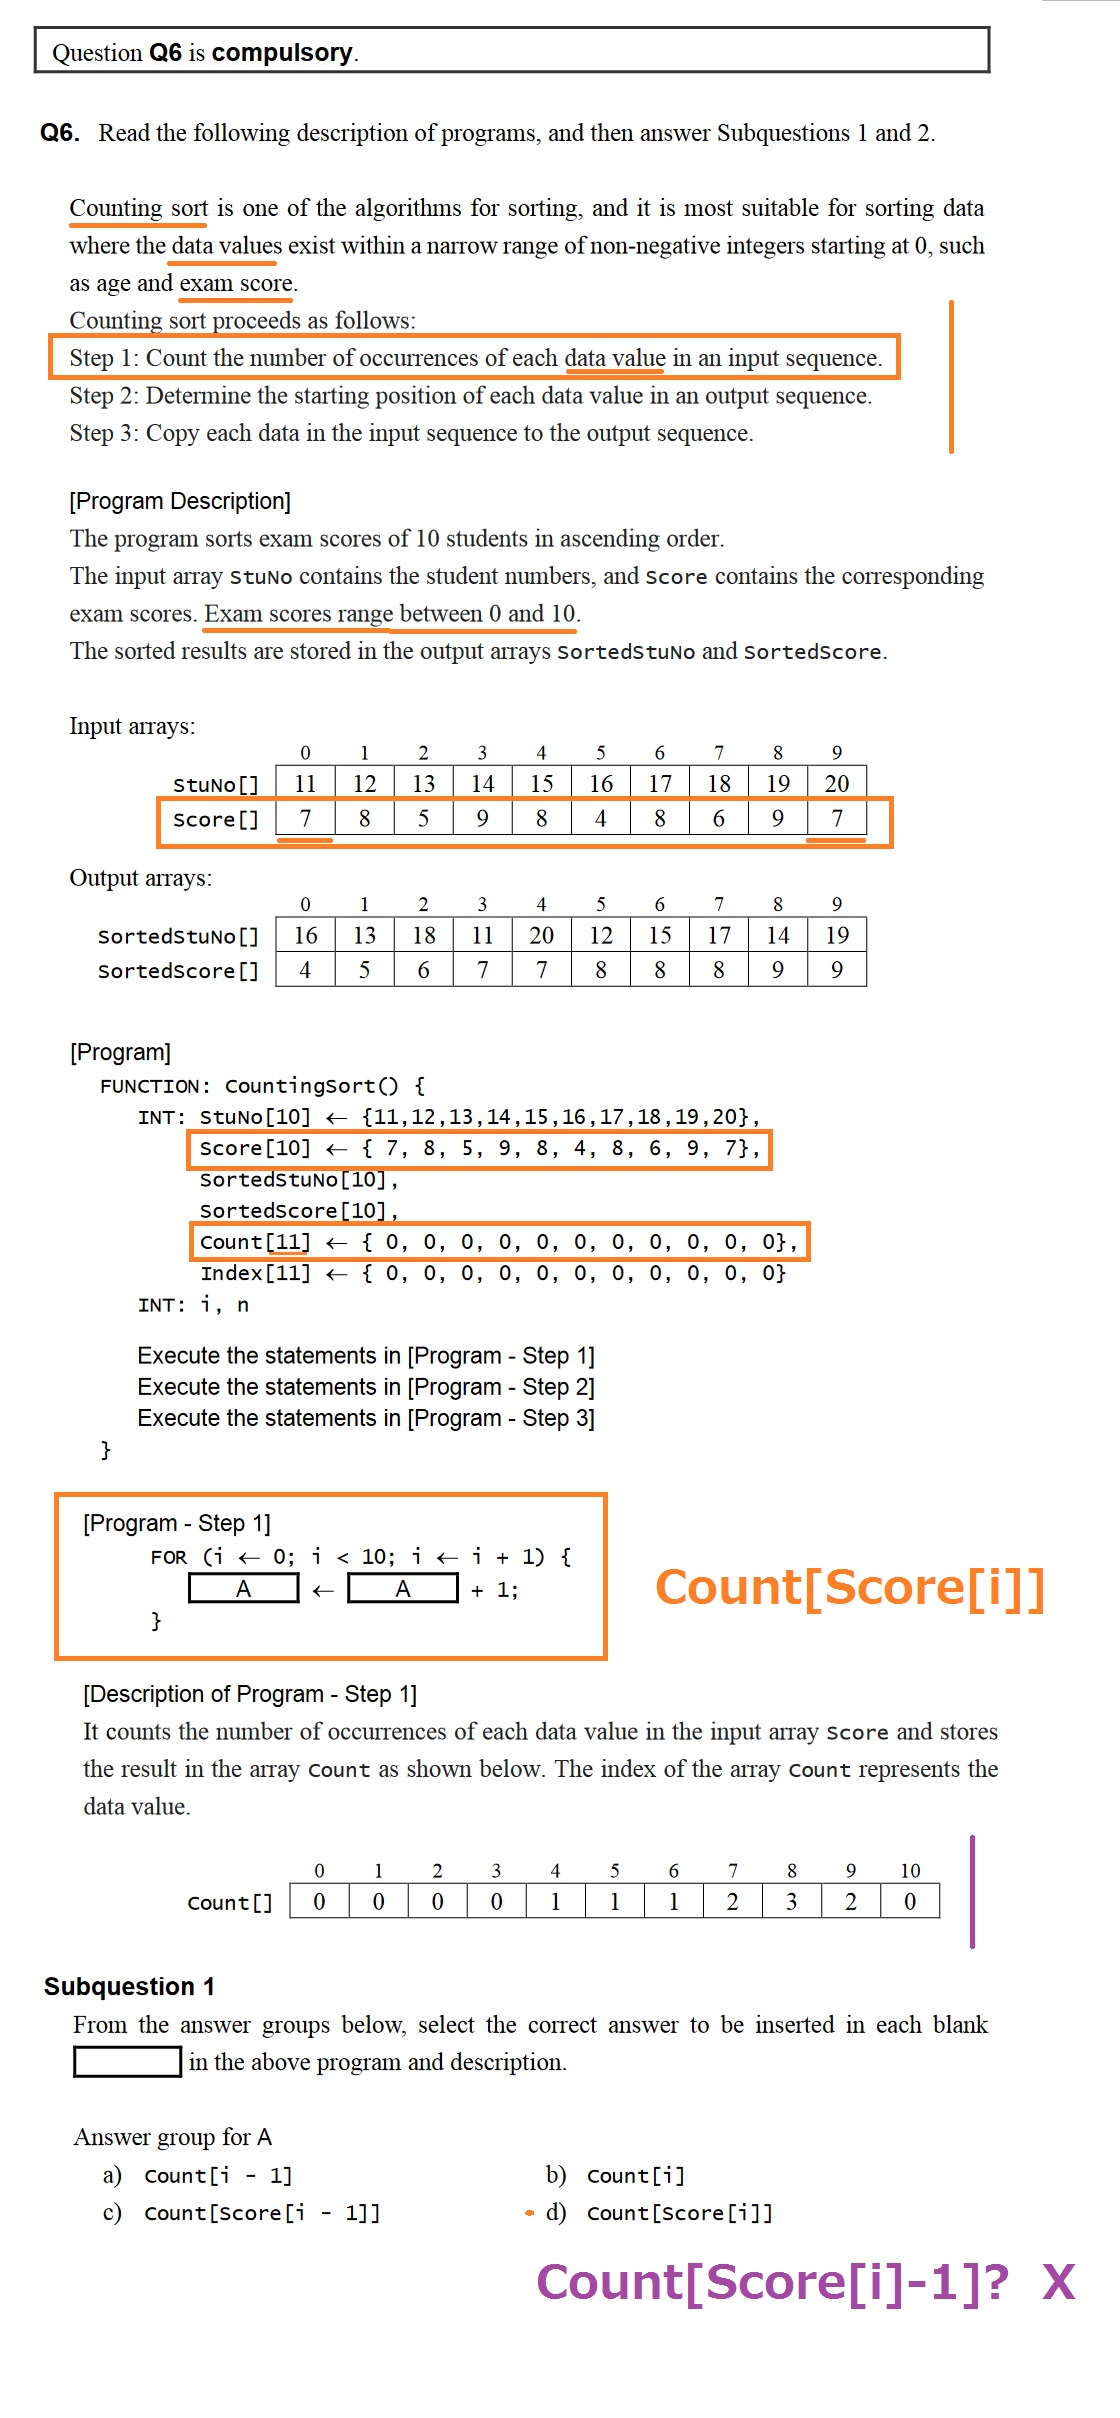 Question Q6 is compulsory.
Q6. Read the following description of programs, and then answer Subquestions 1 and 2.
Counting sort is one of the algorithms for sorting, and it is most suitable for sorting data
where the data values exist within a narrow range of non-negative integers starting at 0, such
as age and exam score.
Counting sort proceeds as follows:
Step 1: Count the number of occurrences of each data value in an input sequence.
Step 2: Determine the starting position of each data value in an output sequence.
Step 3: Copy each data in the input sequence to the output sequence.
[Program Description]
The program sorts exam scores of 10 students in ascending order.
The input array StuNo contains the student numbers, and Score contains the corresponding
exam scores. Exam scores range between 0 and 10.
The sorted results are stored in the output arrays SortedStuNo and SortedScore.
Input arrays:
0 1 2 3 4 5 6 7 8 9
StuNo[] 11 12 13 14 15 16 17 18 19 20
Score[] 7 8 5 9 8 4 8 6 9 7
Output arrays:
0 1 2 3 4 5 6 7 8 9
SortedStuNo[] 16 13 18 11 20 12 15 17 14 19
SortedScore[] 4 5 6 7 7 8 8 8 9 9
[Program]
FUNCTION: CountingSort() {
INT: StuNo[10] ← {11,12,13,14,15,16,17,18,19,20},
Score[10] ← { 7, 8, 5, 9, 8, 4, 8, 6, 9, 7},
SortedStuNo[10],
SortedScore[10],
Count[11] ← { 0, 0, 0, 0, 0, 0, 0, 0, 0, 0, 0},
Index[11] ← { 0, 0, 0, 0, 0, 0, 0, 0, 0, 0, 0}
INT: i, n
Execute the statements in [Program - Step 1]
Execute the statements in [Program - Step 2]
Execute the statements in [Program - Step 3]
}
[Program - Step 1]
FOR (i ← 0; i < 10; i ← i + 1) {
A ← A + 1;
}
Count[Score[i]]
[Description of Program - Step 1]
It counts the number of occurrences of each data value in the input array Score and stores
the result in the array Count as shown below. The index of the array Count represents the
data value.
0 1 2 3 4 5 6 7 8 9 10
Count[] 0 0 0 0 1 1 1 2 3 2 0
Subquestion 1
From the answer groups below, select the correct answer to be inserted in each blank
in the above program and description.
Answer group for A
a) Count[i - 1] b) Count[i]
c) Count[Score[i - 1]] d) Count[Score[i]]
Count[Score[i]-1]? X